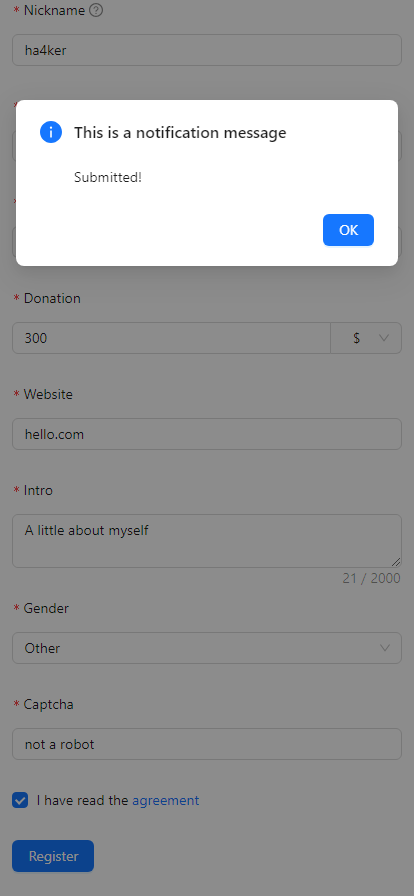 * Nickname
ha4ker
*
This is a notification message
Submitted!
*
OK
* Donation
300
$
* Website
hello.com
* Intro
A little about myself
21 / 2000
* Gender
Other
* Captcha
not a robot
I have read the agreement
Register